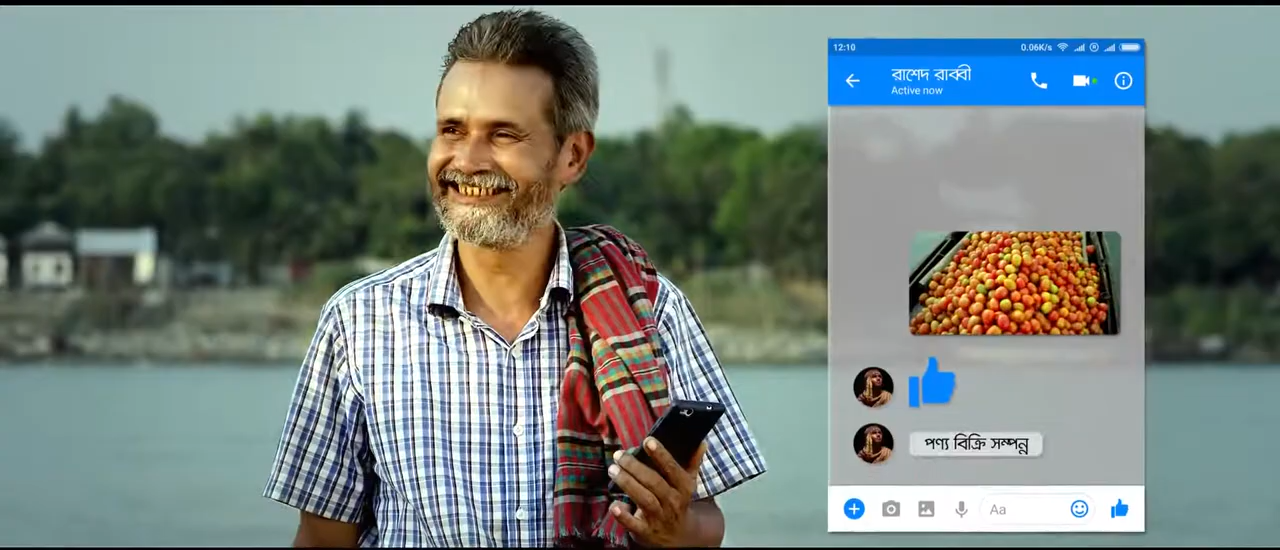 12:10 0.06K/s
রাশেদ রাব্বী
Active now
পণ্য বিক্রি সম্পন্ন
Aa